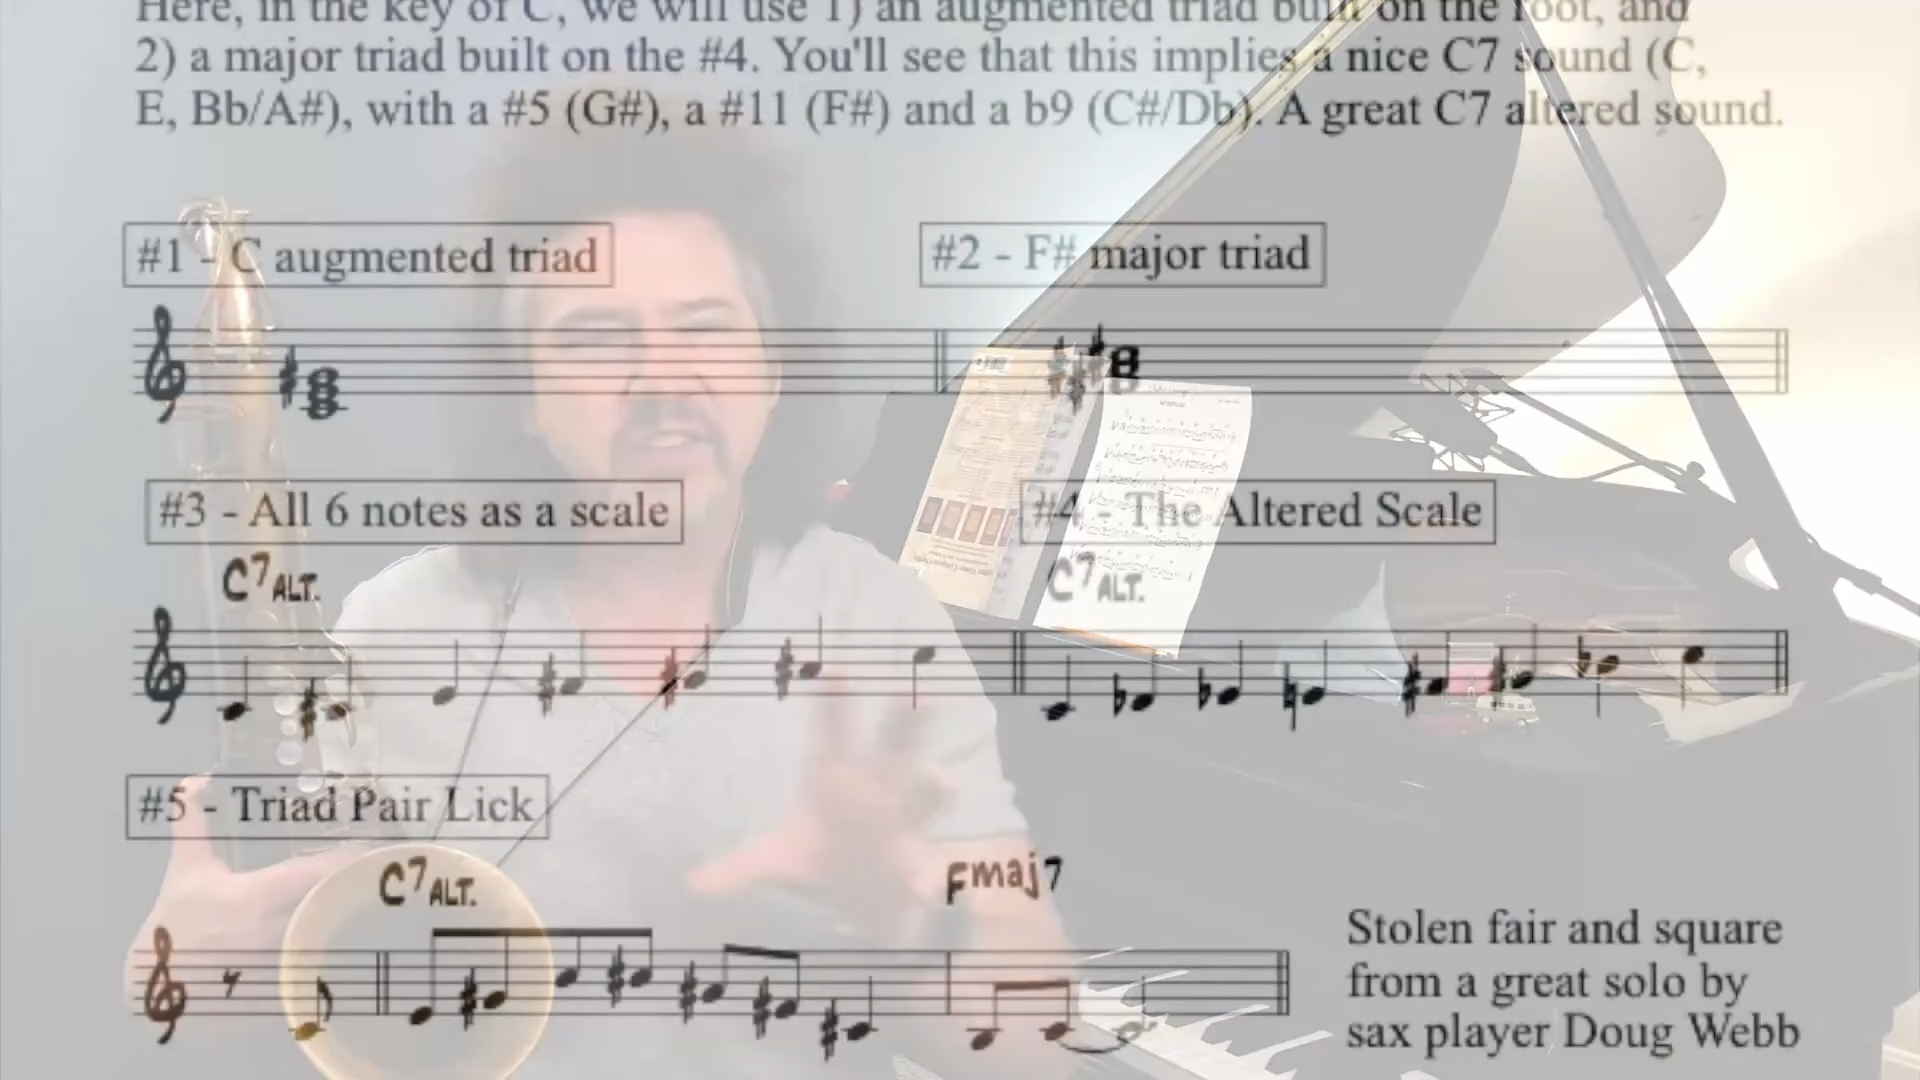 Here, in the key of C, we will use 1) an augmented triad built on the root, and
2) a major triad built on the #4. You'll see that this implies a nice C7 sound (C,
E, Bb/A#), with a #5 (G#), a #11 (F#) and a b9 (C#/Db). A great C7 altered sound.
#1 - C augmented triad
#2 - F# major triad
#3 - All 6 notes as a scale
#4 - The Altered Scale
C7ALT.
C7ALT.
#5 - Triad Pair Lick
C7ALT.
Fmaj7
Stolen fair and square
from a great solo by
sax player Doug Webb